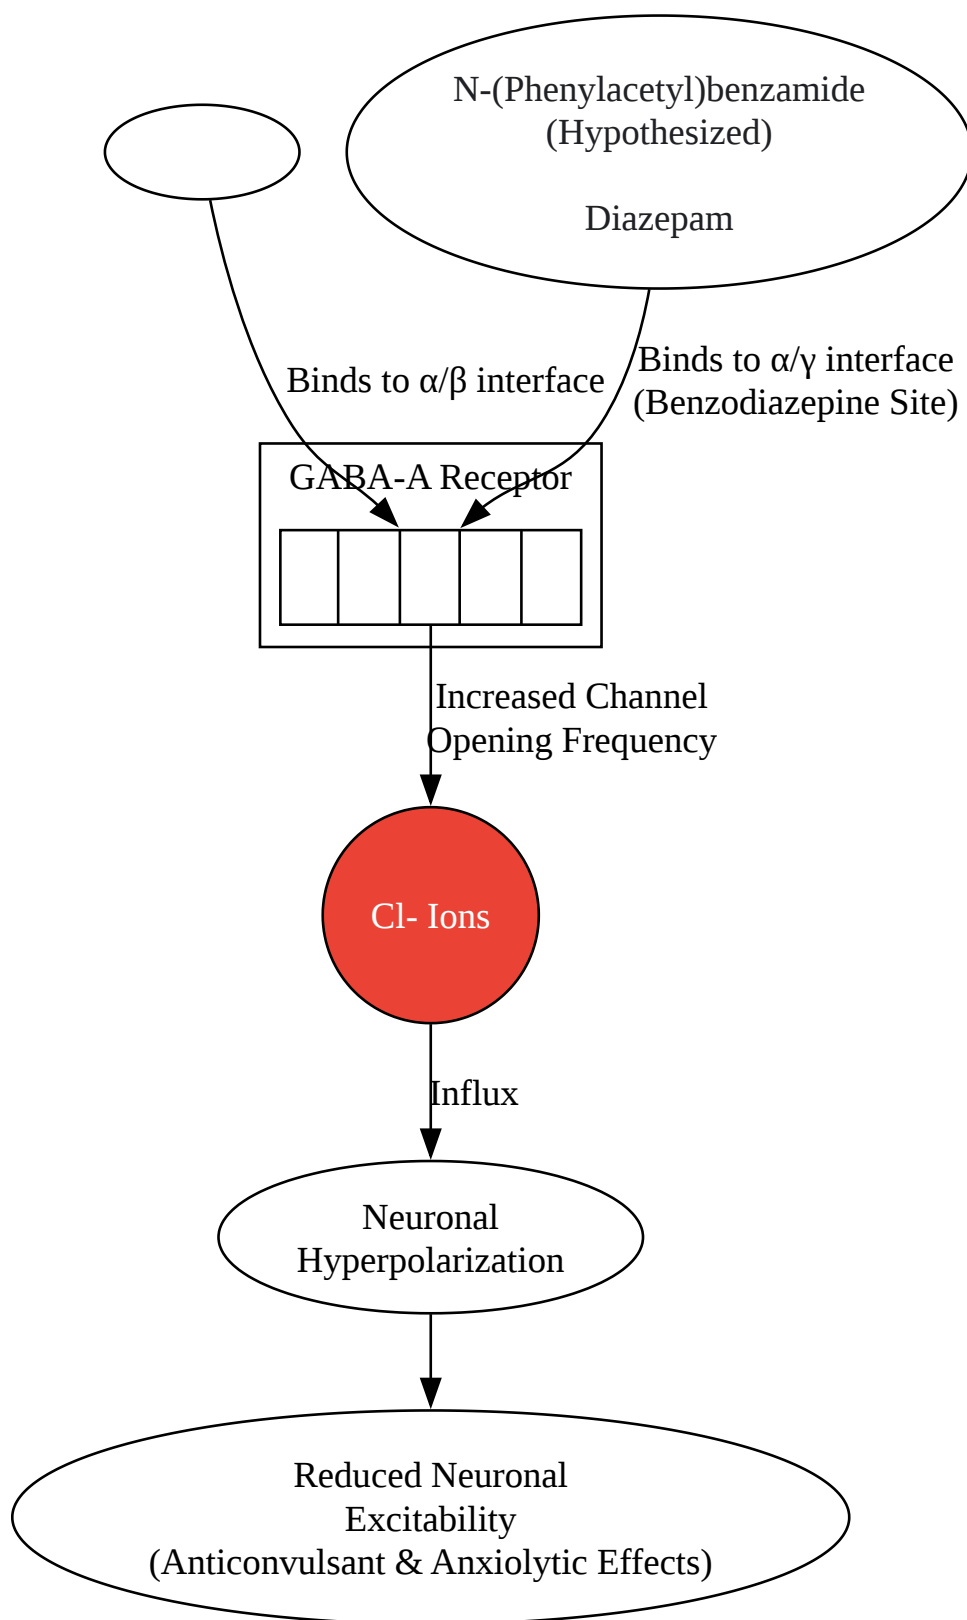 N-(Phenylacetyl)benzamide
(Hypothesized)
Diazepam
Binds to α/β interface
Binds to α/γ interface
(Benzodiazepine Site)
GABA-A Receptor
Increased Channel
Opening Frequency
Cl- Ions
Influx
Neuronal
Hyperpolarization
Reduced Neuronal
Excitability
(Anticonvulsant & Anxiolytic Effects)